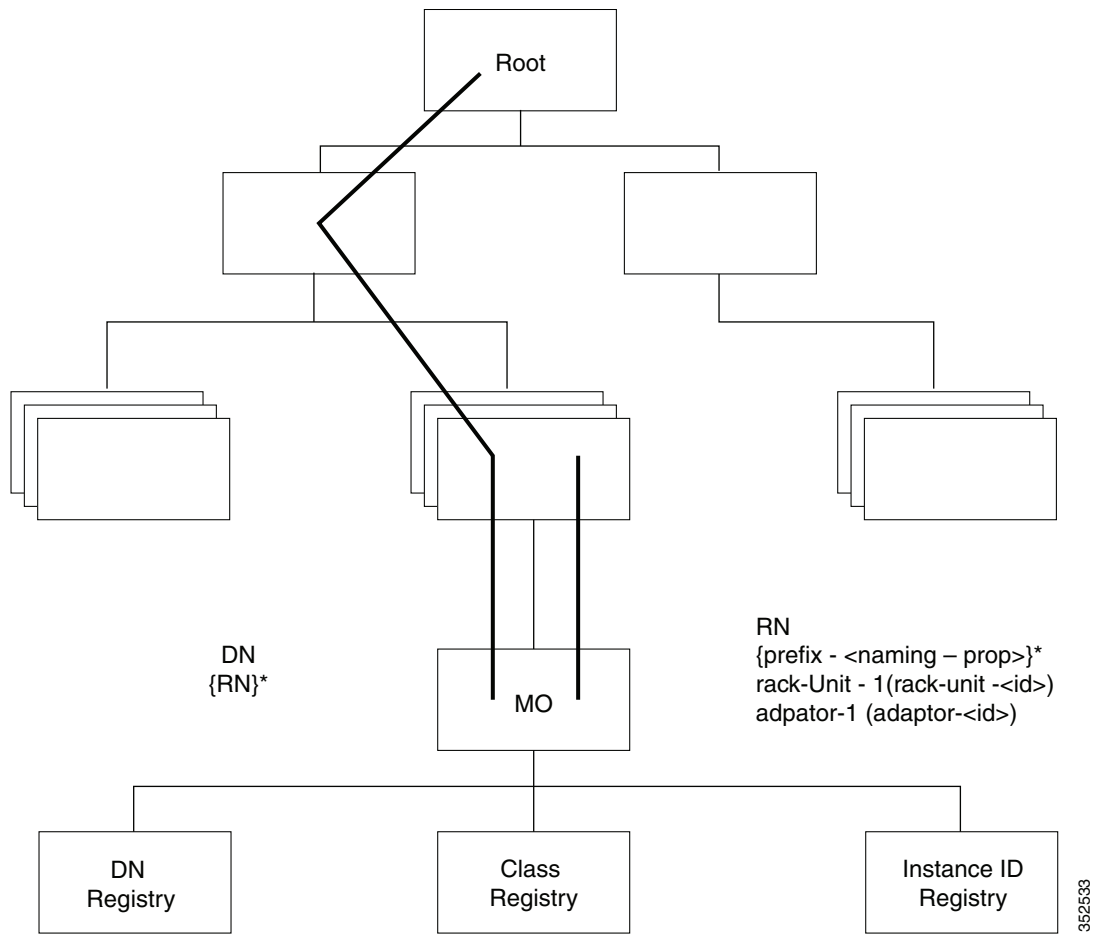 Root
DN
{RN}*
MO
RN
{prefix - <naming – prop>}*
rack-Unit - 1(rack-unit -<id>)
adpator-1 (adaptor-<id>)
DN
Registry
Class
Registry
Instance ID
Registry
352533